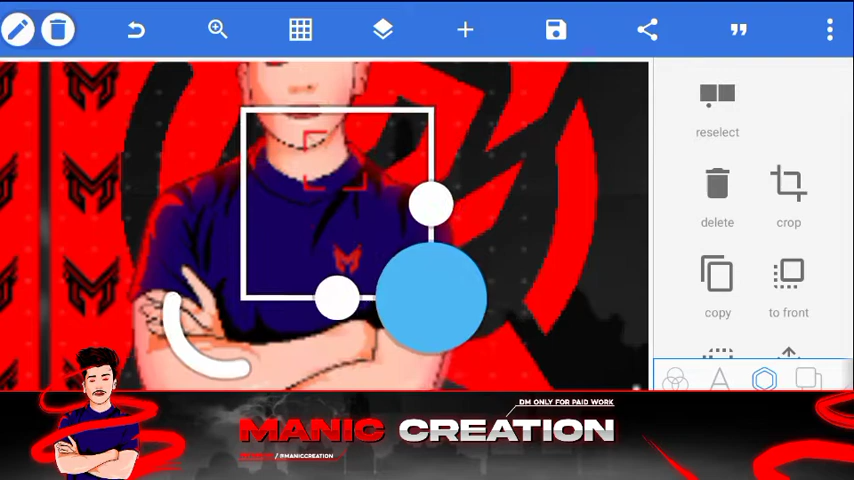 reselect
delete
crop
copy
to front
DM ONLY FOR PAID WORK
MANIC CREATION
/ @MANICCREATION